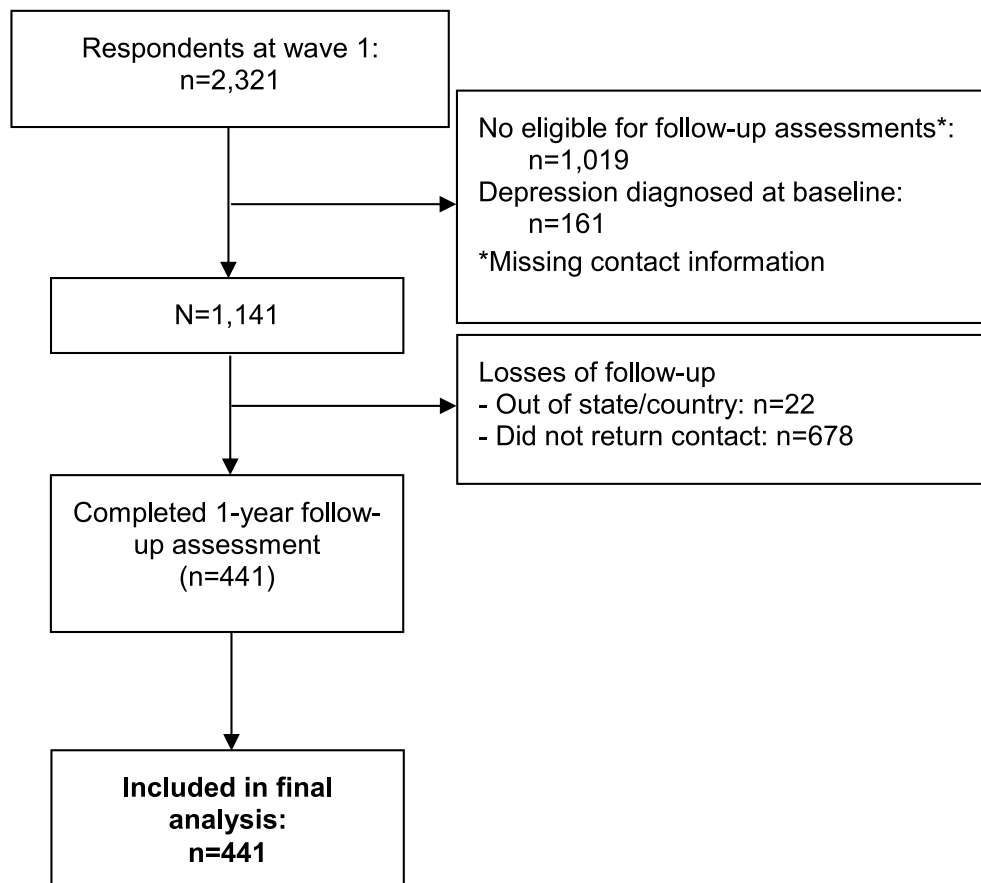 Respondents at wave 1:
n=2,321
No eligible for follow-up assessments*:
n=1,019
Depression diagnosed at baseline:
n=161
*Missing contact information
N=1,141
Losses of follow-up
- Out of state/country: n=22
- Did not return contact: n=678
Completed 1-year follow-
up assessment
(n=441)
Included in final
analysis:
n=441